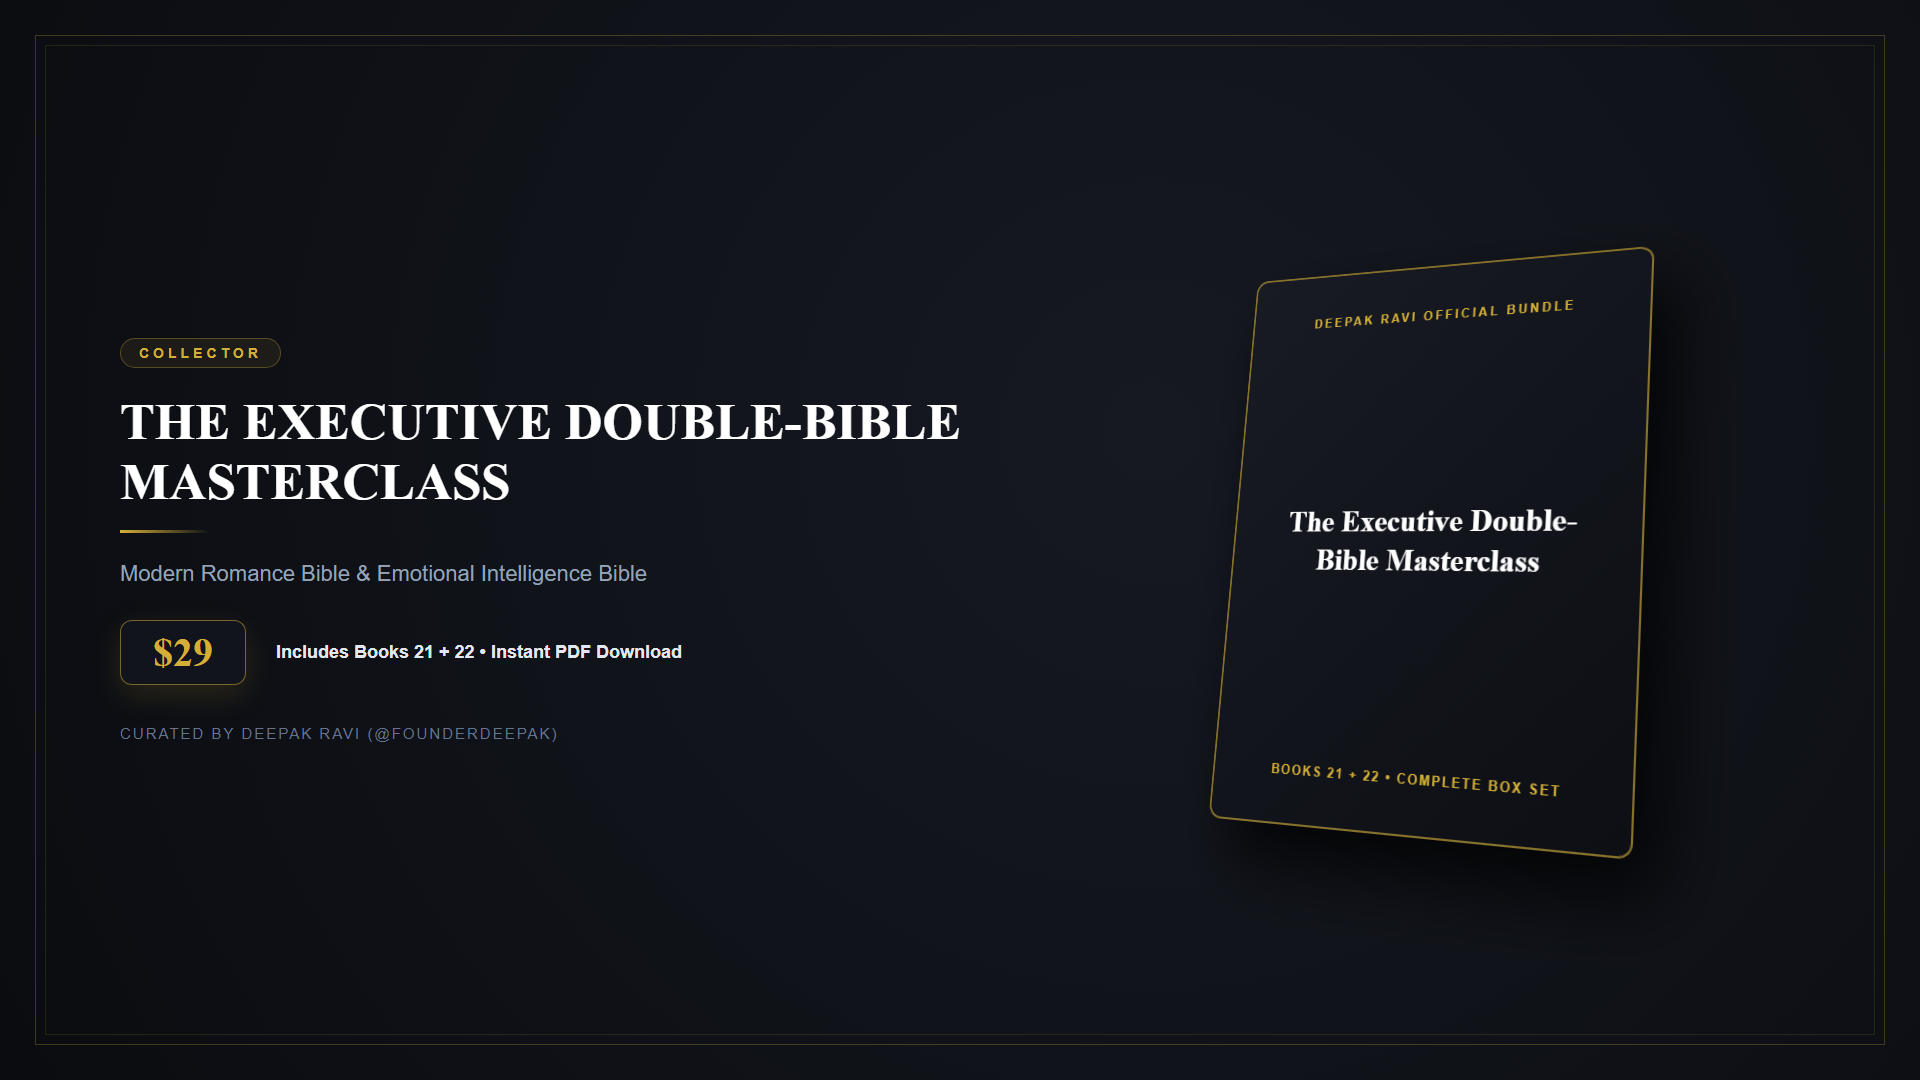 COLLECTOR
THE EXECUTIVE DOUBLE-BIBLE
MASTERCLASS
Modern Romance Bible & Emotional Intelligence Bible
$29
Includes Books 21 + 22 • Instant PDF Download
CURATED BY DEEPAK RAVI (@FOUNDERDEEPAK)
DEEPAK RAVI OFFICIAL BUNDLE
The Executive Double-
Bible Masterclass
BOOKS 21 + 22 • COMPLETE BOX SET